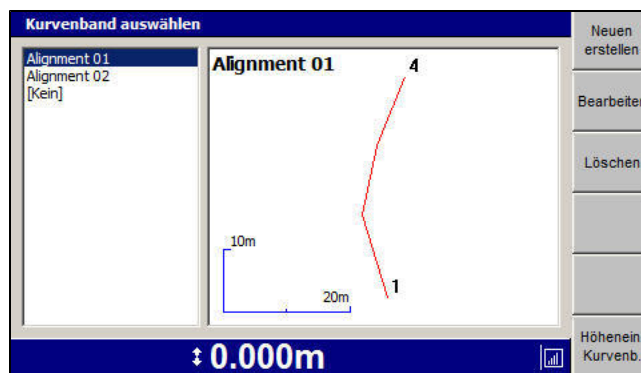 Kurvenband auswählen
Alignment 01
Alignment 02
[Kein]
Alignment 01
4
10m
20m
1
0.000m
Neuen
erstellen
Bearbeiten
Löschen
Höhenein
Kurvenb.